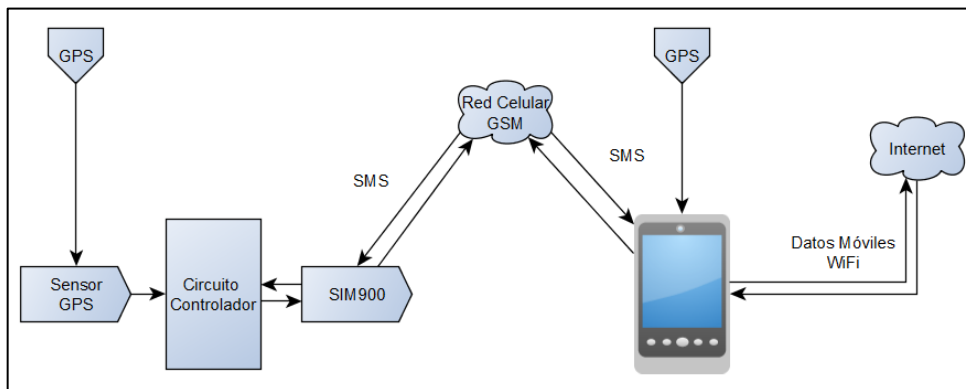 GPS
GPS
Red Celular
GSM
SMS
SMS
Internet
Datos Móviles
WiFi
Sensor
GPS
Circuito
Controlador
SIM900